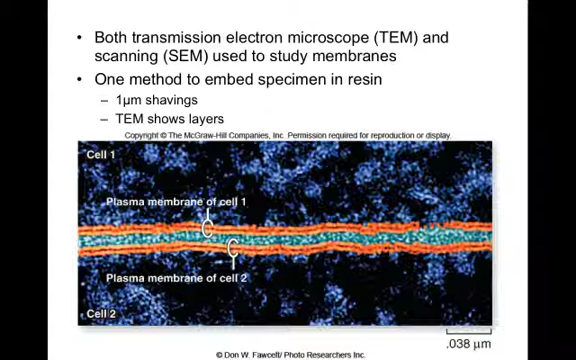 • Both transmission electron microscope (TEM) and
scanning (SEM) used to study membranes
• One method to embed specimen in resin
– 1µm shavings
– TEM shows layers
Copyright © The McGraw-Hill Companies, Inc. Permission required for reproduction or display.
Cell 1
Plasma membrane of cell 1
Plasma membrane of cell 2
Cell 2
.038 µm
© Don W. Fawcett/ Photo Researchers Inc.